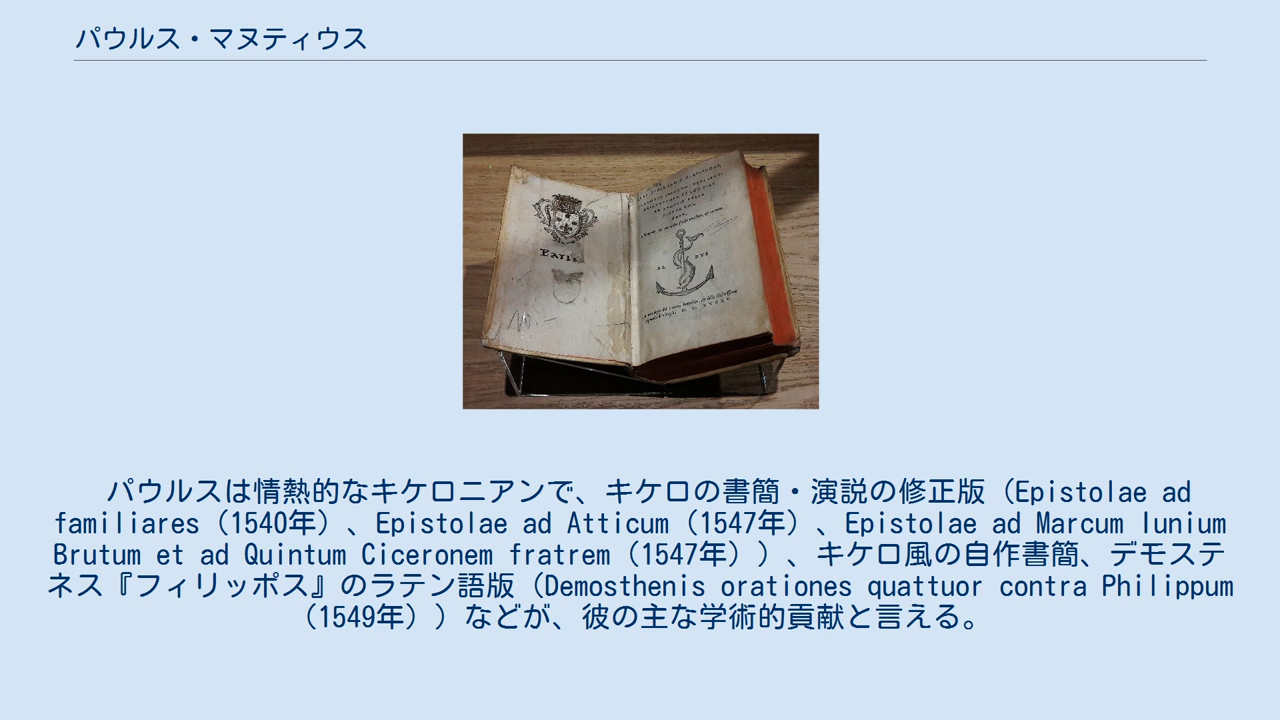 パウルス・マヌティウス
AL DVS
パウルスは情熱的なキケロニアンで、キケロの書簡・演説の修正版（Epistolae ad
familiares（1540年）、Epistolae ad Atticum（1547年）、Epistolae ad Marcum Iunium
Brutum et ad Quintum Ciceronem fratrem（1547年））、キケロ風の自作書簡、デモステ
ネス『フィリッポス』のラテン語版（Demosthenis orationes quattuor contra Philippum
（1549年））などが、彼の主な学術的貢献と言える。